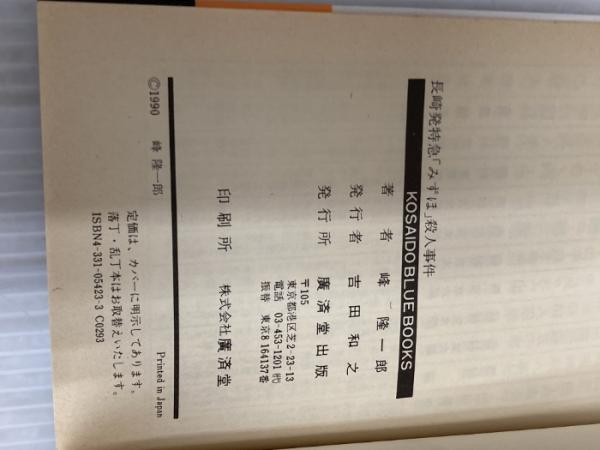 長崎発特急「みずほ」殺人事件
KOSAIDO BLUE BOOKS
著者 峰 隆一郎
発行者 吉田和之
発行所 廣済堂出版
〒105
東京都港区芝2-23-13
電話 03-453-1201 ㈹
振替 東京8 164137番
印刷所 株式会社廣済堂
©1990 峰 隆一郎 Printed in Japan
定価は、カバーに明示してあります。
落丁・乱丁本はお取替えいたします。
ISBN4-331-05423-3 C0293